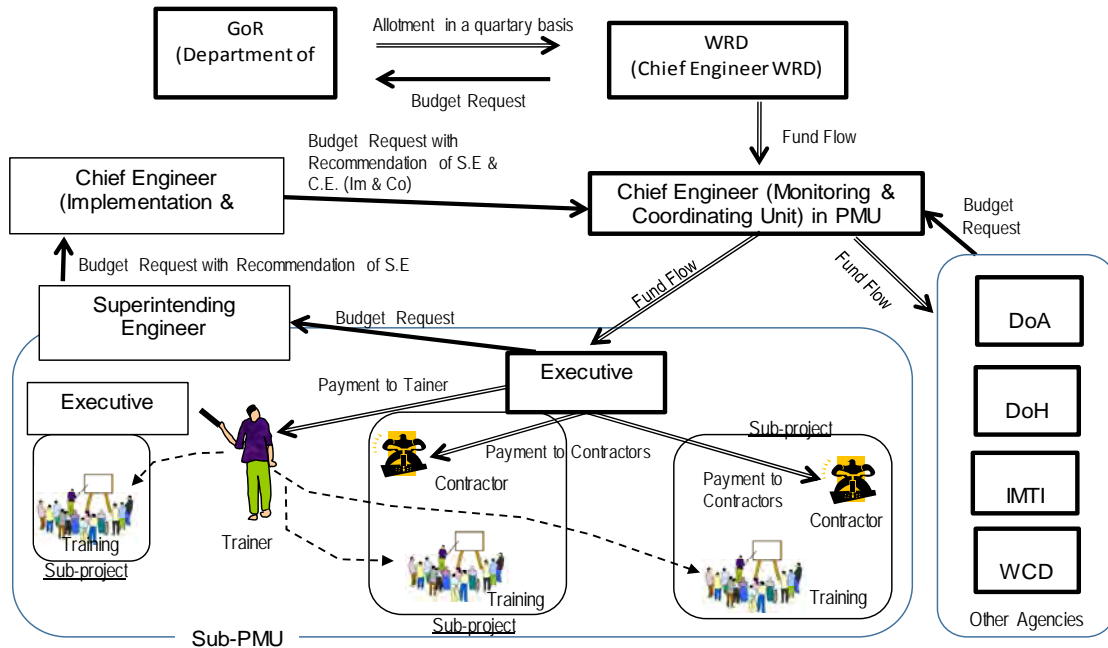 GoR
(Department of
Allotment in a quartary basis
Budget Request
WRD
(Chief Engineer WRD)
Fund Flow
Budget Request with
Recommendation of S.E &
C.E. (Im & Co)
Chief Engineer
(Implementation &
Chief Engineer (Monitoring &
Coordinating Unit) in PMU
Budget
Request
Budget Request with Recommendation of S.E
Fund Flow
Fund Flow
Superintending
Engineer
Budget Request
DoA
Executive
Payment to Tainer
Executive
DoH
Sub-project
Payment to Contractors
Contractor
Payment to
Contractors
Contractor
IMTI
Training
Sub-project
Trainer
Training
Sub-project
Training
WCD
Other Agencies
Sub-PMU